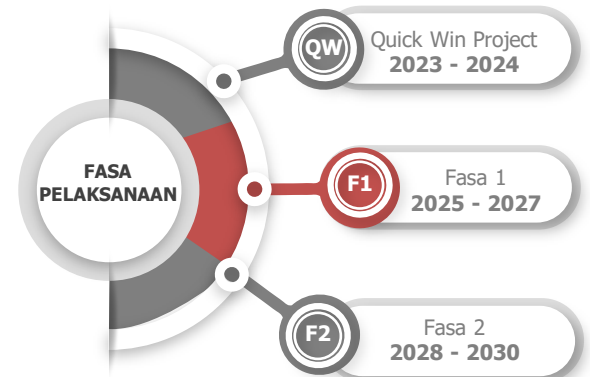 FASA
PELAKSANAAN
QW
Quick Win Project
2023 - 2024
F1
Fasa 1
2025 - 2027
F2
Fasa 2
2028 - 2030